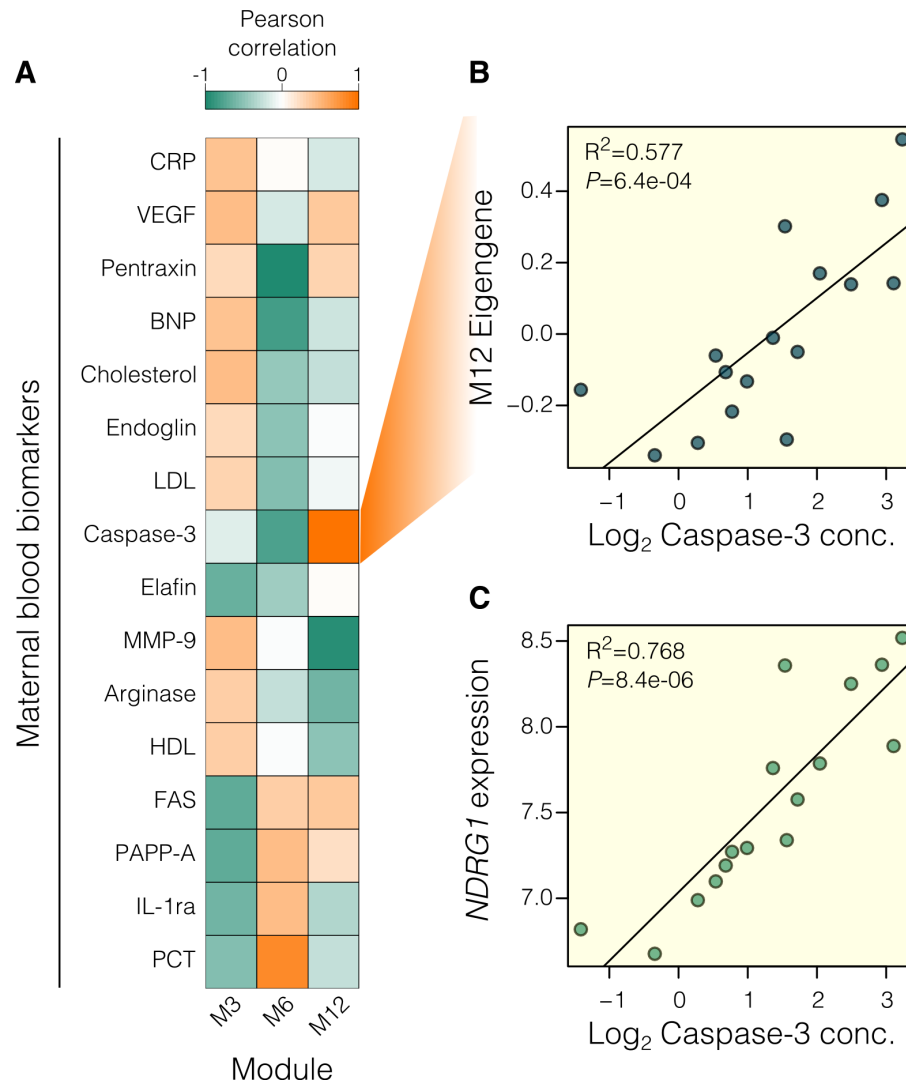 A
Pearson
correlation
-1 0 1
Maternal blood biomarkers
CRP
VEGF
Pentraxin
BNP
Cholesterol
Endoglin
LDL
Caspase-3
Elafin
MMP-9
Arginase
HDL
FAS
PAPP-A
IL-1ra
PCT
M3 M6 M12
Module
B
R²=0.577
P=6.4e-04
M12 Eigengene
0.4
0.2
0.0
−0.2
−1 0 1 2 3
Log₂ Caspase-3 conc.
C
R²=0.768
P=8.4e-06
NDRG1 expression
8.5
8.0
7.5
7.0
−1 0 1 2 3
Log₂ Caspase-3 conc.